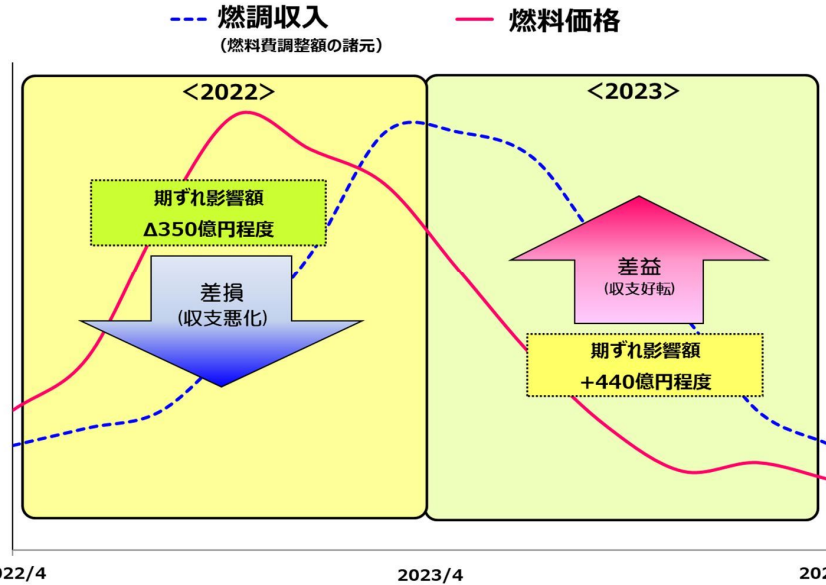 燃調収入
(燃料費調整額の諸元)
燃料価格
<2022>
<2023>
期ずれ影響額
Δ350億円程度
差損
(収支悪化)
差益
(収支好転)
期ずれ影響額
+440億円程度
022/4
2023/4
202